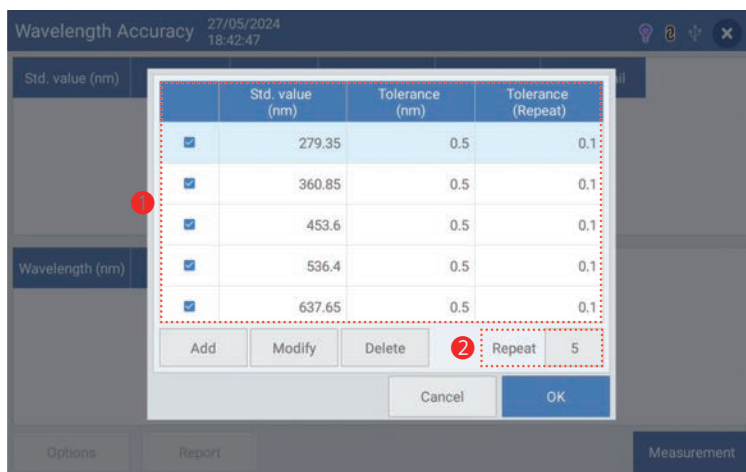 Wavelength Accuracy
27/05/2024
18:42:47
Std. value (nm)
Std. value
(nm)
Tolerance
(nm)
Tolerance
(Repeat)
279.35 0.5 0.1
360.85 0.5 0.1
1
453.6 0.5 0.1
536.4 0.5 0.1
Wavelength (nm)
637.65 0.5 0.1
Add Modify Delete 2 Repeat 5
Cancel OK
Options Report Measurement